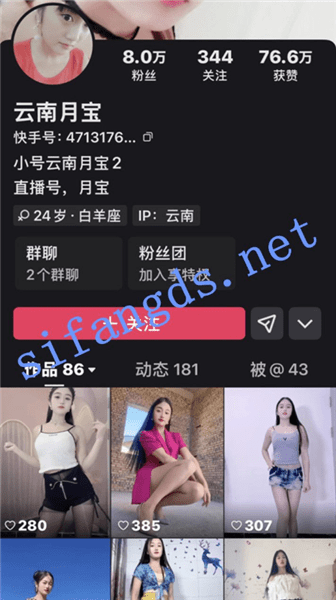 8.0万 344 76.6万
粉丝 关注 获赞
云南月宝
快手号：4713176...
小号云南月宝2
直播号，月宝
24岁·白羊座 IP：云南
群聊 粉丝团
2个群聊 加入享特权
关注
作品 86 动态 181 被@ 43
sifangds.net
280 385 307